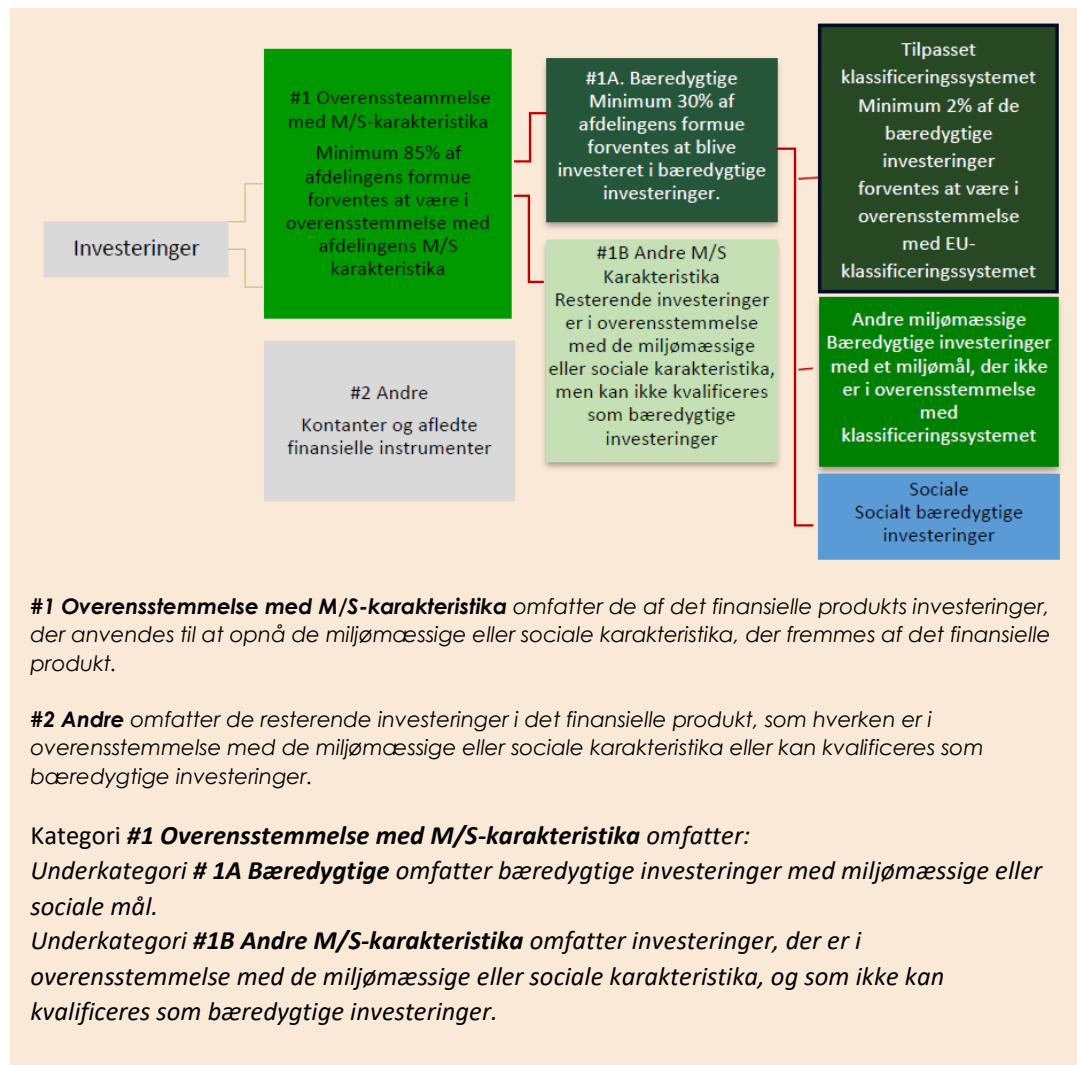 Investeringer
#1 Overenssteammelse
med M/S-karakteristika
Minimum 85% af
afdelingens formue
forventes at være i
overensstemmelse med
afdelingens M/S
karakteristika
#2 Andre
Kontanter og afledte
finansielle instrumenter
#1A. Bæredygtige
Minimum 30% af
afdelingens formue
forventes at blive
investeret i bæredygtige
investeringer.
#1B Andre M/S
Karakteristika
Resterende investeringer
er i overensstemmelse
med de miljømæssige
eller sociale karakteristika,
men kan ikke kvalificeres
som bæredygtige
investeringer
Tilpasset
klassificeringssystemet
Minimum 2% af de
bæredygtige
investeringer
forventes at være i
overensstemmelse
med EU-
klassificeringssystemet
Andre miljømæssige
Bæredygtige investeringer
med et miljømål, der ikke
er i overensstemmelse
med
klassificeringssystemet
Sociale
Socialt bæredygtige
investeringer
#1 Overensstemmelse med M/S-karakteristika omfatter de af det finansielle produkts investeringer,
der anvendes til at opnå de miljømæssige eller sociale karakteristika, der fremmes af det finansielle
produkt.
#2 Andre omfatter de resterende investeringer i det finansielle produkt, som hverken er i
overensstemmelse med de miljømæssige eller sociale karakteristika eller kan kvalificeres som
bæredygtige investeringer.
Kategori #1 Overensstemmelse med M/S-karakteristika omfatter:
Underkategori # 1A Bæredygtige omfatter bæredygtige investeringer med miljømæssige eller
sociale mål.
Underkategori #1B Andre M/S-karakteristika omfatter investeringer, der er i
overensstemmelse med de miljømæssige eller sociale karakteristika, og som ikke kan
kvalificeres som bæredygtige investeringer.